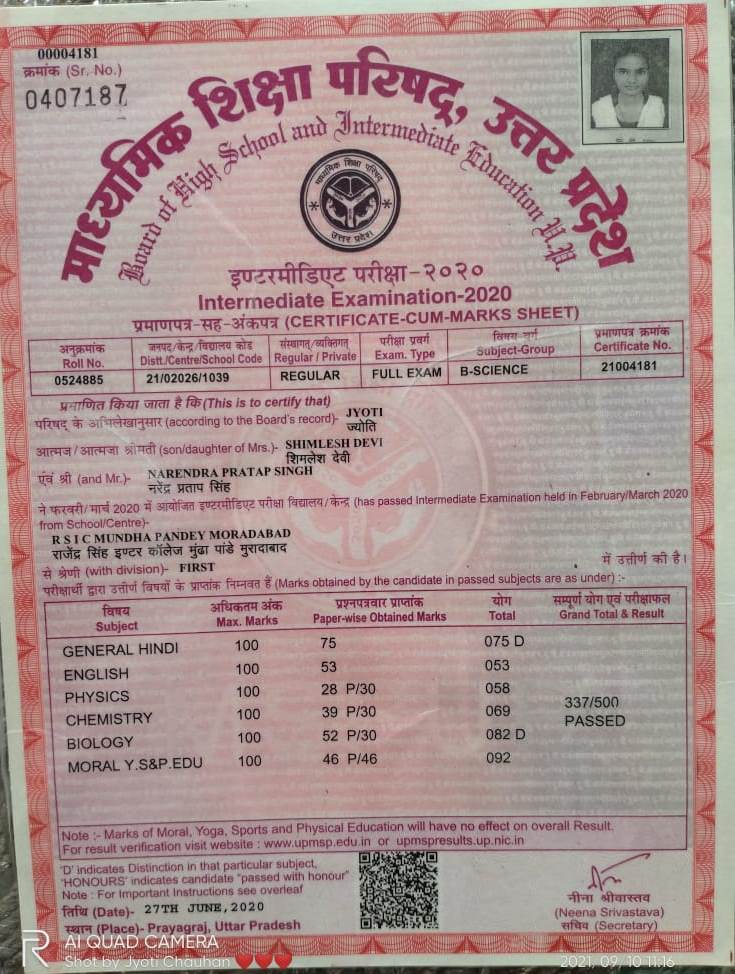 00004181
क्रमांक (Sr. No.)
0407187
माध्यमिक शिक्षा परिषद्, उत्तर प्रदेश
Board of High School and Intermediate Education U.P.
माध्यमिक शिक्षा परिषद
उत्तर प्रदेश
इण्टरमीडिएट परीक्षा-२०२०
Intermediate Examination-2020
प्रमाणपत्र-सह-अंकपत्र (CERTIFICATE-CUM-MARKS SHEET)
अनुक्रमांक जनपद/केन्द्र/विद्यालय कोड संस्थागत/व्यक्तिगत परीक्षा प्रवर्ग विषय वर्ग प्रमाणपत्र क्रमांक
Roll No. Distt./Centre/School Code Regular / Private Exam. Type Subject-Group Certificate No.
0524885 21/02026/1039 REGULAR FULL EXAM B-SCIENCE 21004181
प्रमाणित किया जाता है कि (This is to certify that)
परिषद के अभिलेखानुसार (according to the Board's record)- JYOTI
ज्योति
आत्मज/आत्मजा श्रीमती (son/daughter of Mrs.)- SHIMLESH DEVI
शिमलेश देवी
एवं श्री (and Mr.)- NARENDRA PRATAP SINGH
नरेंद्र प्रताप सिंह
ने फरवरी/मार्च 2020 में आयोजित इण्टरमीडिएट परीक्षा विद्यालय/केन्द्र (has passed Intermediate Examination held in February/March 2020
from School/Centre)-
R S I C MUNDHA PANDEY MORADABAD
राजेंद्र सिंह इण्टर कॉलेज मुंढा पांडे मुरादाबाद
में उत्तीर्ण की है।
से श्रेणी (with division)- FIRST
परीक्षार्थी द्वारा उत्तीर्ण विषयों के प्राप्तांक निम्नवत हैं (Marks obtained by the candidate in passed subjects are as under) :-
विषय अधिकतम अंक प्रश्नपत्रवार प्राप्तांक योग सम्पूर्ण योग एवं परीक्षाफल
Subject Max. Marks Paper-wise Obtained Marks Total Grand Total & Result
GENERAL HINDI 100 75 075 D
ENGLISH 100 53 053
PHYSICS 100 28 P/30 058
337/500
CHEMISTRY 100 39 P/30 069
PASSED
BIOLOGY 100 52 P/30 082 D
MORAL Y.S&P.EDU 100 46 P/46 092
Note :- Marks of Moral, Yoga, Sports and Physical Education will have no effect on overall Result.
For result verification visit website : www.upmsp.edu.in or upmspresults.up.nic.in
'D' indicates Distinction in that particular subject,
'HONOURS' indicates candidate "passed with honour"
Note : For Important Instructions see overleaf
तिथि (Date)- 27TH JUNE, 2020
स्थान (Place)- Prayagraj, Uttar Pradesh
नीना श्रीवास्तव
(Neena Srivastava)
सचिव (Secretary)
R AI QUAD CAMERA
Shot by Jyoti Chauhan ❤❤❤
2021. 09. 10 11:16